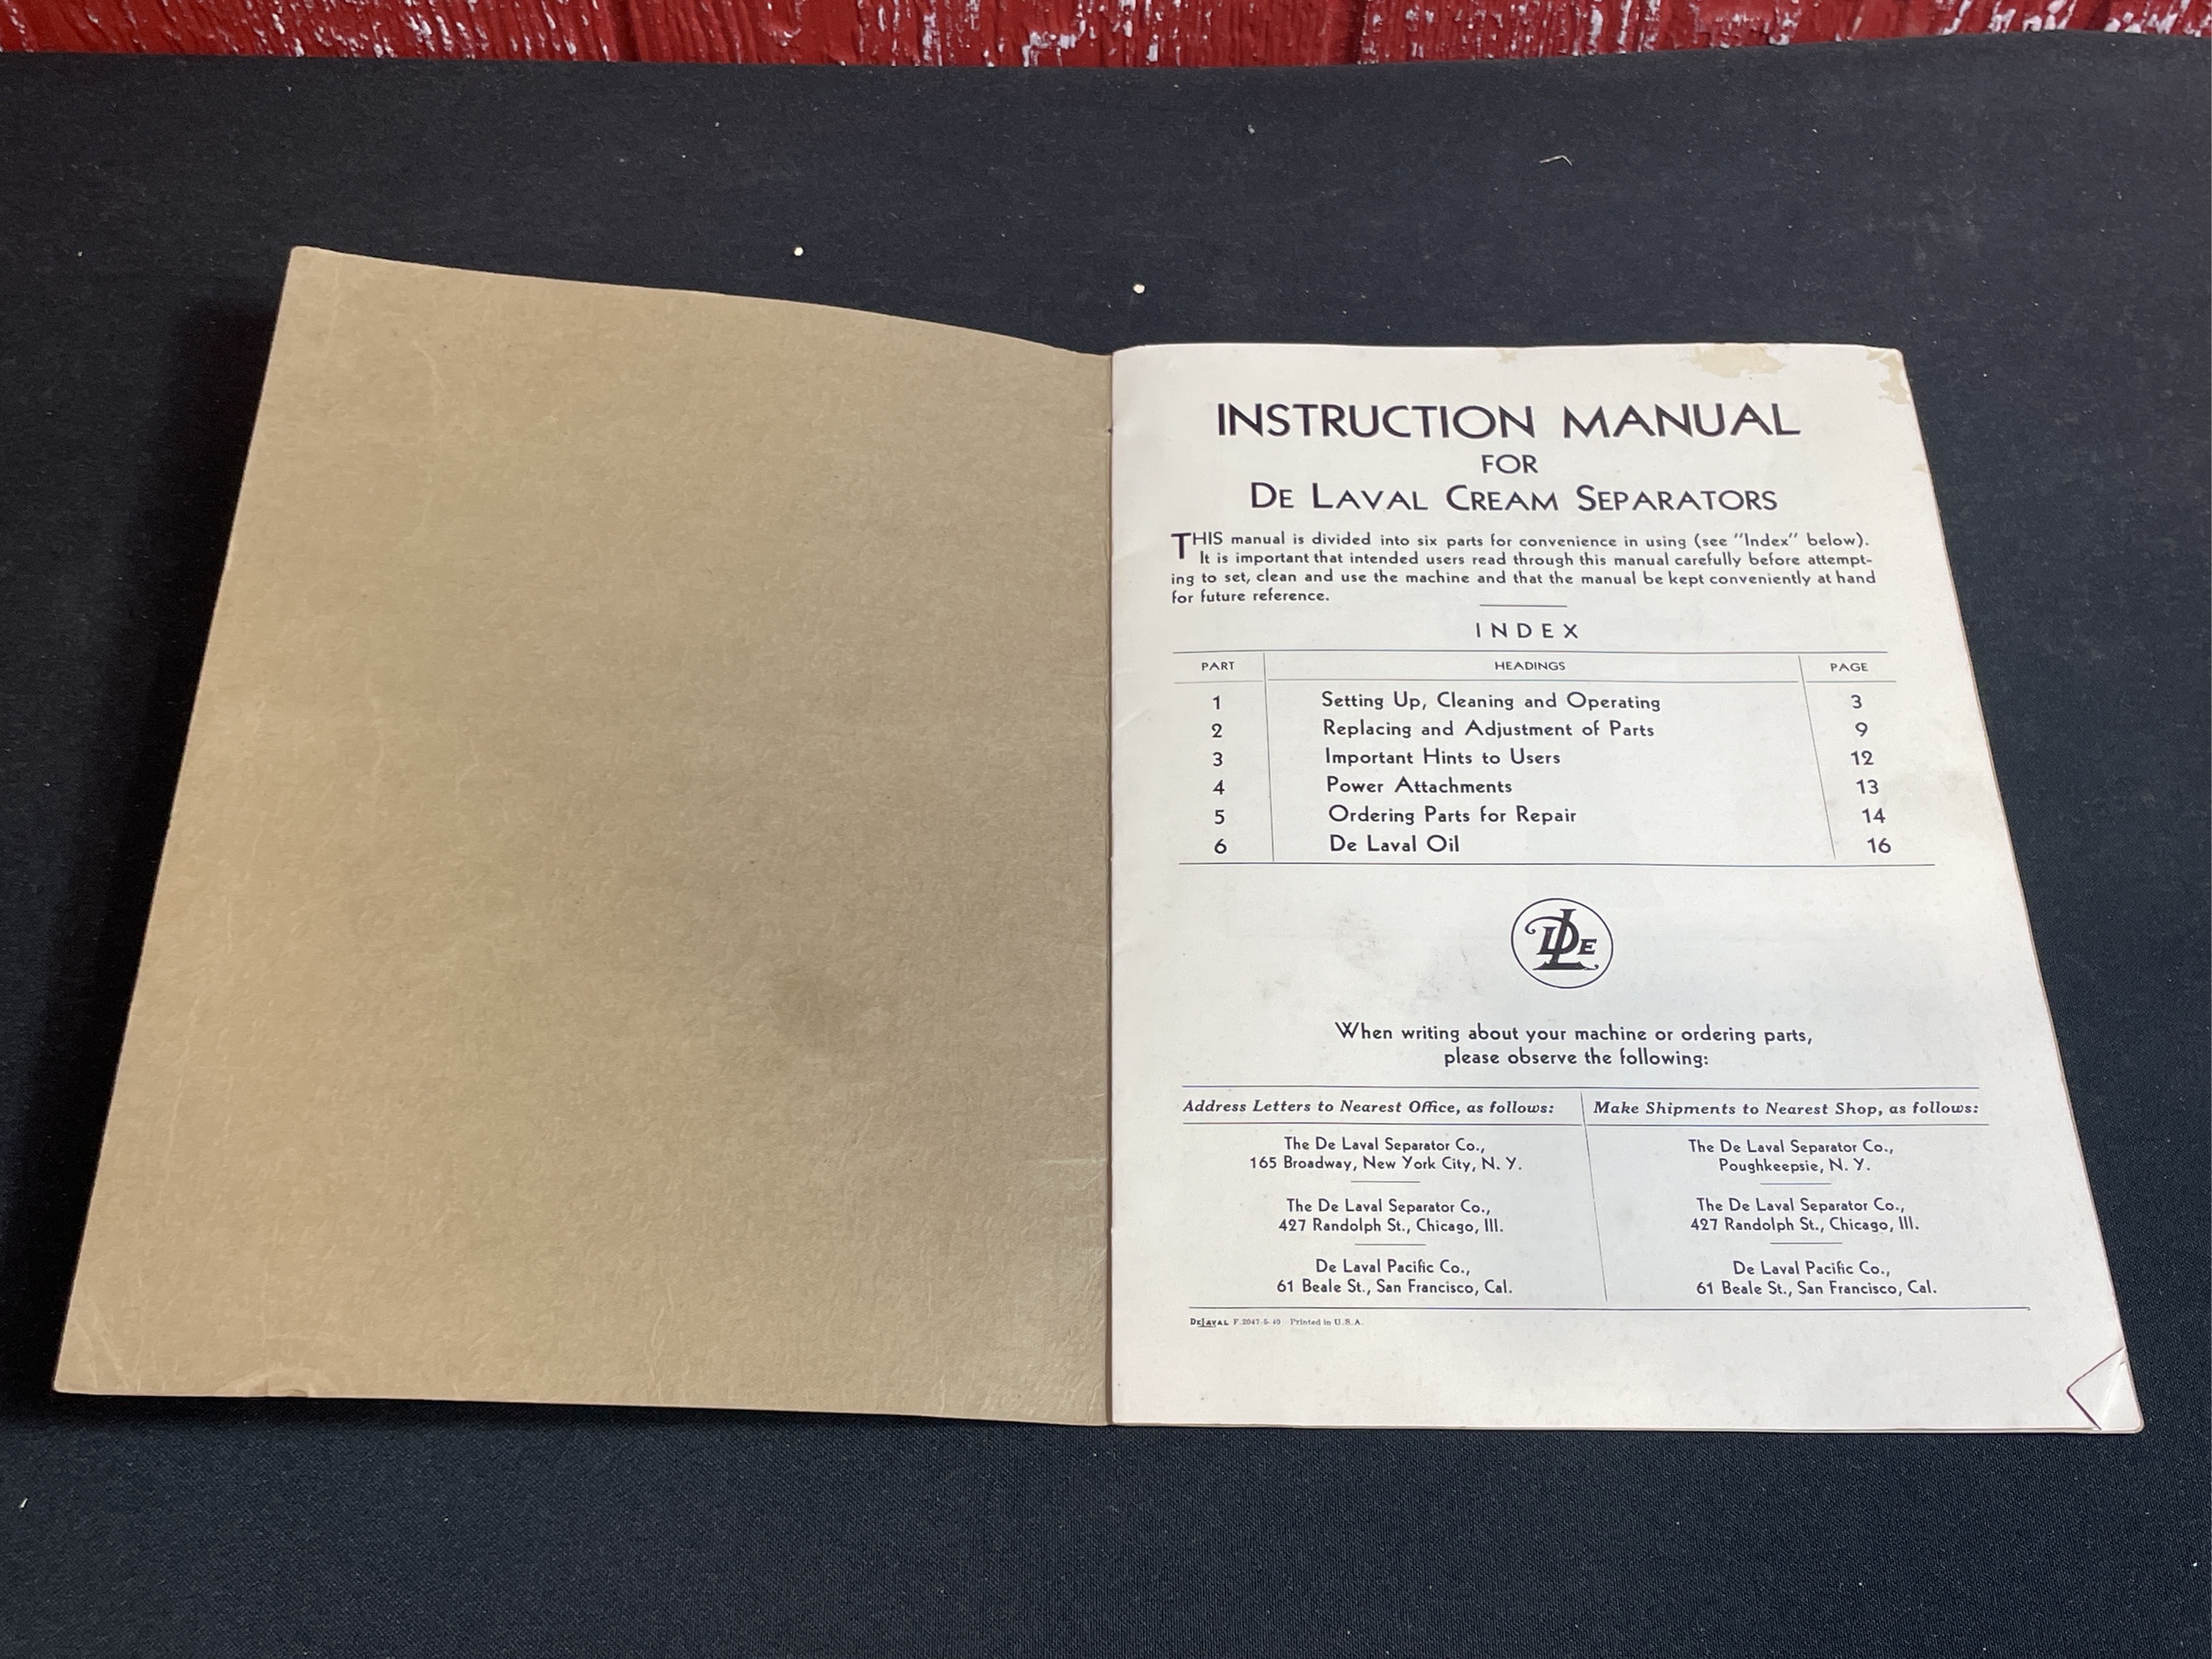 INSTRUCTION MANUAL
FOR
DE LAVAL CREAM SEPARATORS
THIS manual is divided into six parts for convenience in using (see "Index" below).
It is important that intended users read through this manual carefully before attempt-
ing to set, clean and use the machine and that the manual be kept conveniently at hand
for future reference.
INDEX
PART HEADINGS PAGE
1 Setting Up, Cleaning and Operating 3
2 Replacing and Adjustment of Parts 9
3 Important Hints to Users 12
4 Power Attachments 13
5 Ordering Parts for Repair 14
6 De Laval Oil 16
DE L
When writing about your machine or ordering parts,
please observe the following:
Address Letters to Nearest Office, as follows: Make Shipments to Nearest Shop, as follows:
The De Laval Separator Co., The De Laval Separator Co.,
165 Broadway, New York City, N. Y. Poughkeepsie, N. Y.
The De Laval Separator Co., The De Laval Separator Co.,
427 Randolph St., Chicago, Ill. 427 Randolph St., Chicago, Ill.
De Laval Pacific Co., De Laval Pacific Co.,
61 Beale St., San Francisco, Cal. 61 Beale St., San Francisco, Cal.
DE LAVAL F. 2047-5-40 Printed in U.S.A.